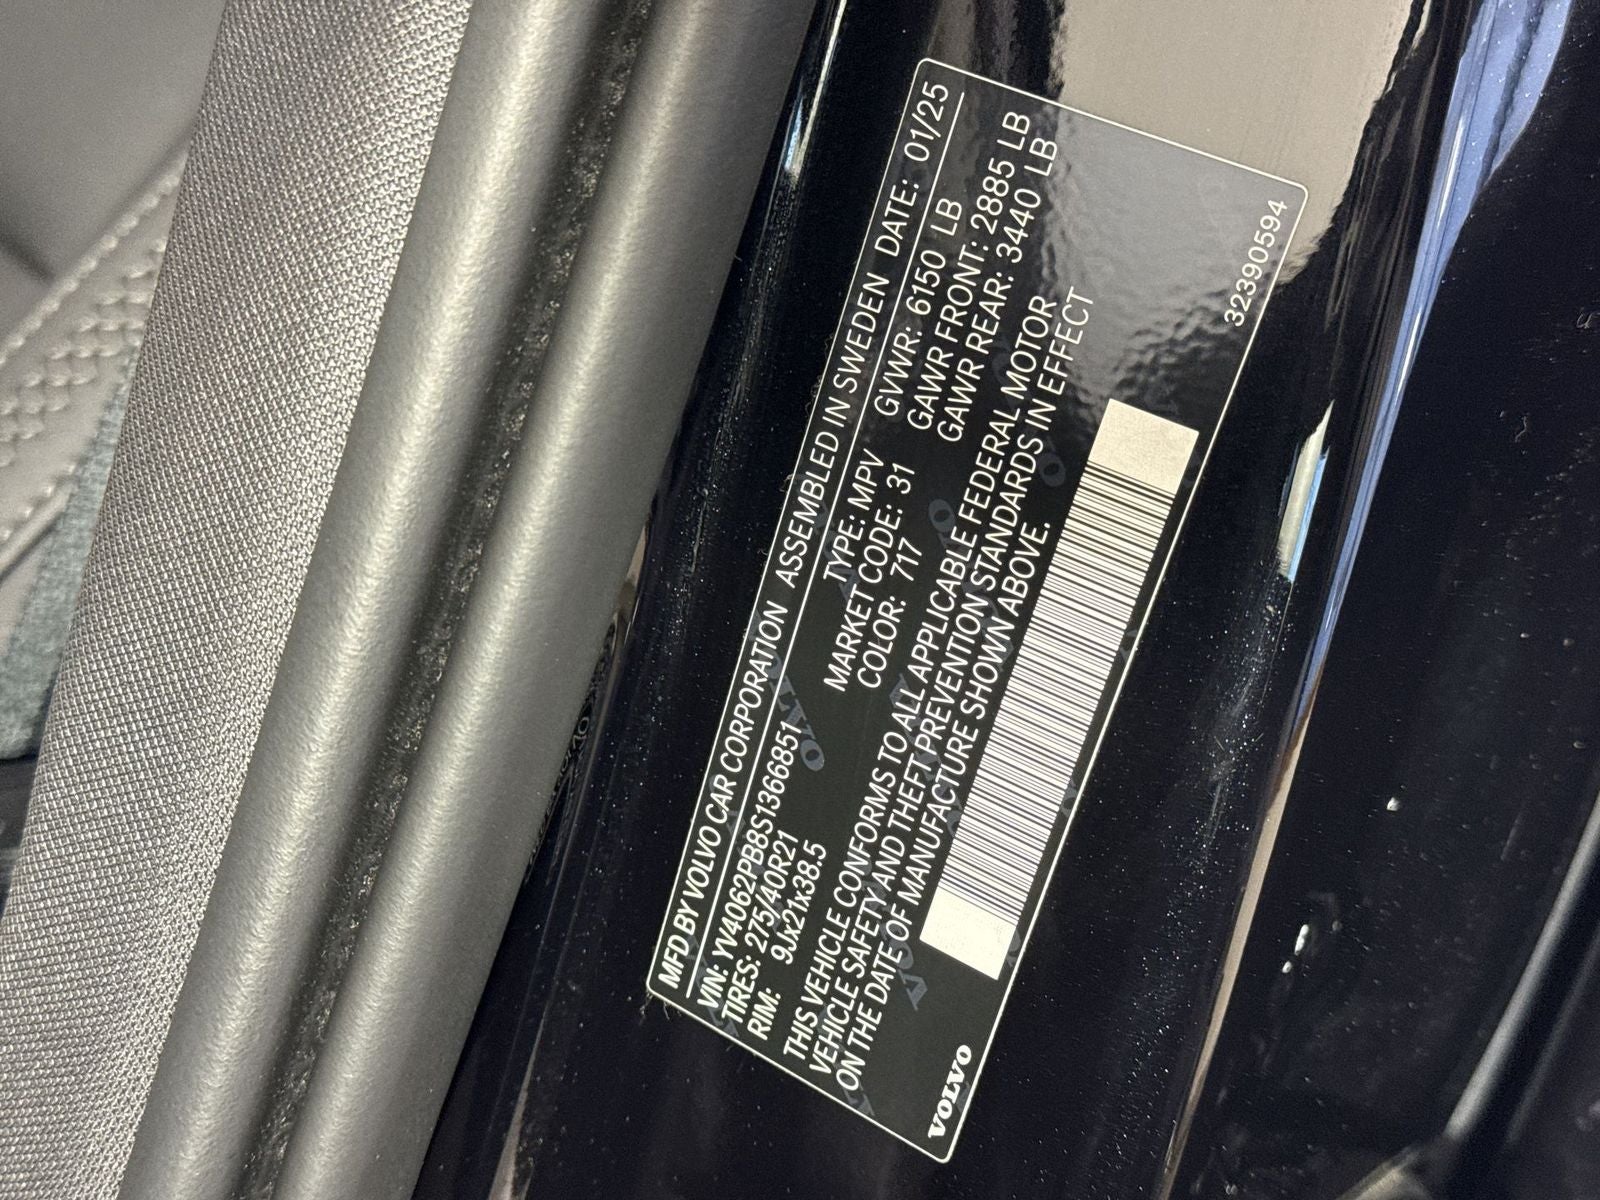 MFD BY VOLVO CAR CORPORATION ASSEMBLED IN SWEDEN DATE: 01/25
VIN: YV4062PB8S1366851 TYPE: MPV GVWR: 6150 LB
TIRES: 275/40R21 MARKET CODE: 31 GAWR FRONT: 2885 LB
RIM: 9Jx21x38.5 COLOR: 717 GAWR REAR: 3440 LB
THIS VEHICLE CONFORMS TO ALL APPLICABLE FEDERAL MOTOR
VEHICLE SAFETY AND THEFT PREVENTION STANDARDS IN EFFECT
ON THE DATE OF MANUFACTURE SHOWN ABOVE.
VOLVO
32390594